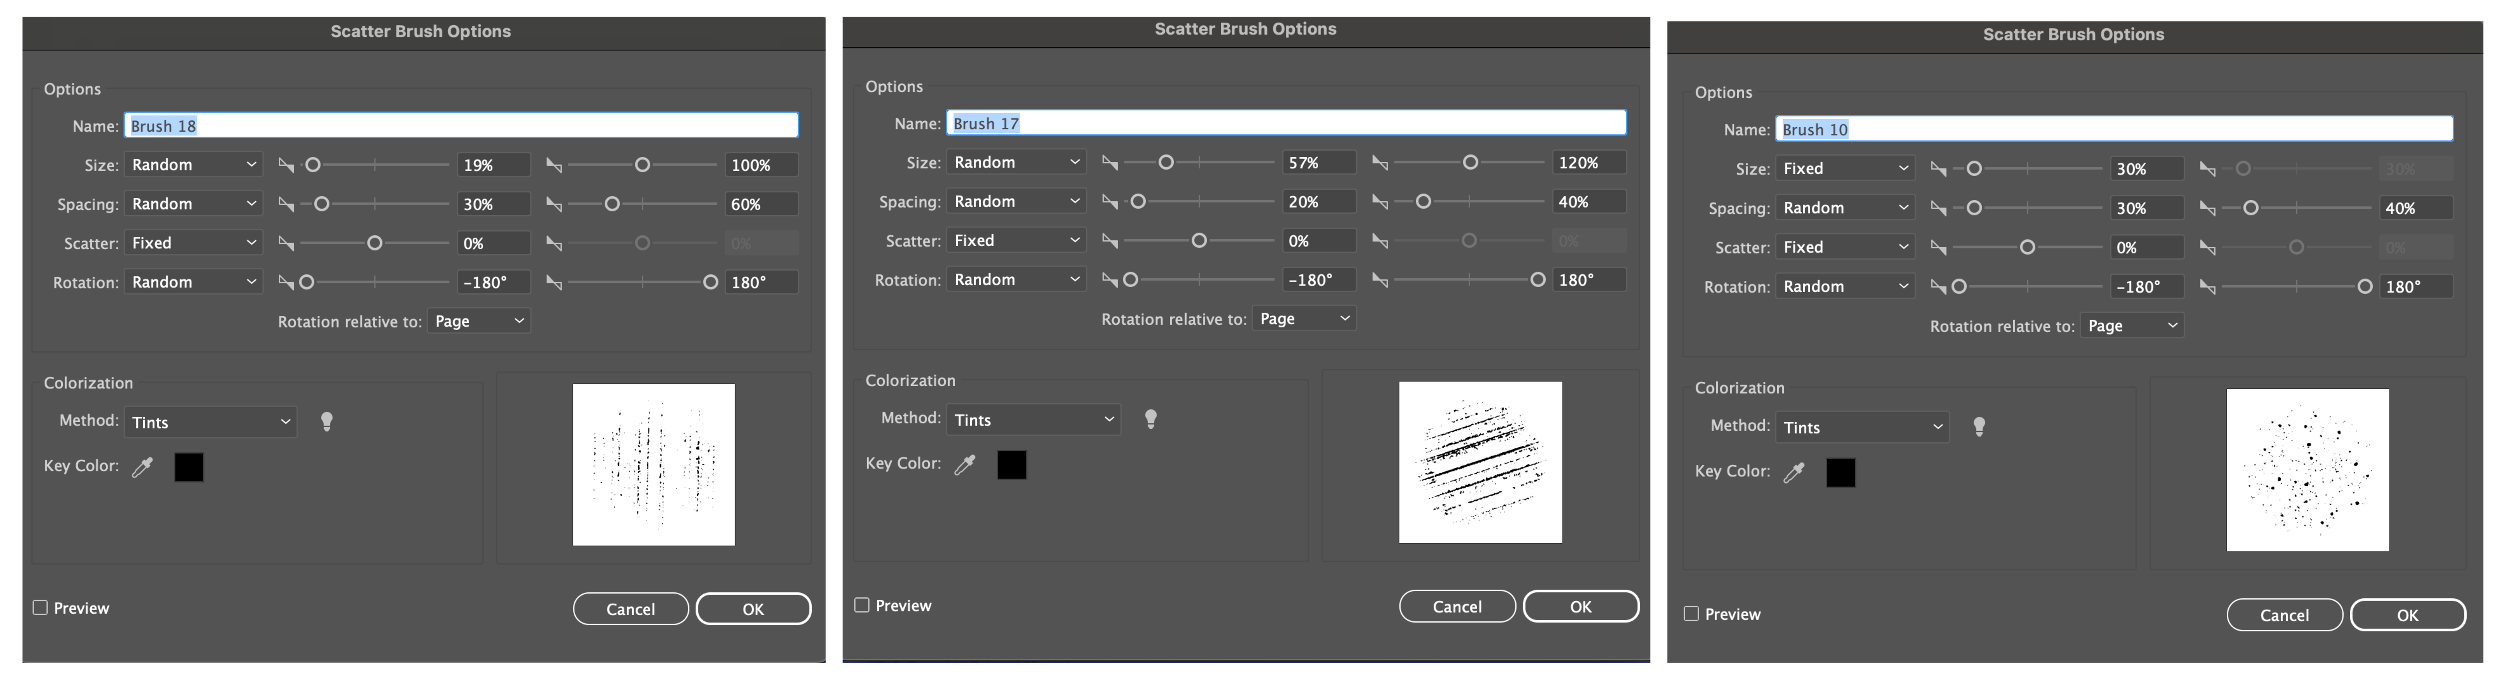 Scatter Brush Options
Options
Name: Brush 18
Size: Random 19% 100%
Spacing: Random 30% 60%
Scatter: Fixed 0% 0%
Rotation: Random -180° 180°
Rotation relative to: Page
Colorization
Method: Tints
Key Color:
Preview Cancel OK
Scatter Brush Options
Options
Name: Brush 17
Size: Random 57% 120%
Spacing: Random 20% 40%
Scatter: Fixed 0% 0%
Rotation: Random -180° 180°
Rotation relative to: Page
Colorization
Method: Tints
Key Color:
Preview Cancel OK
Scatter Brush Options
Options
Name: Brush 10
Size: Fixed 30% 30%
Spacing: Random 30% 40%
Scatter: Fixed 0% 0%
Rotation: Random -180° 180°
Rotation relative to: Page
Colorization
Method: Tints
Key Color:
Preview Cancel OK